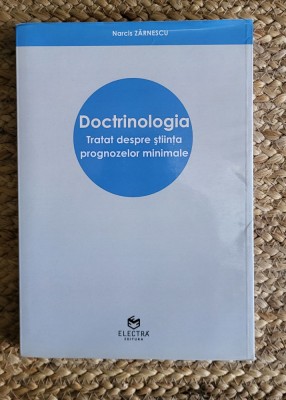 Narcis ZĂRNESCU
Doctrinologia
Tratat despre știința
prognozelor minimale
ELECTRA
EDITURA